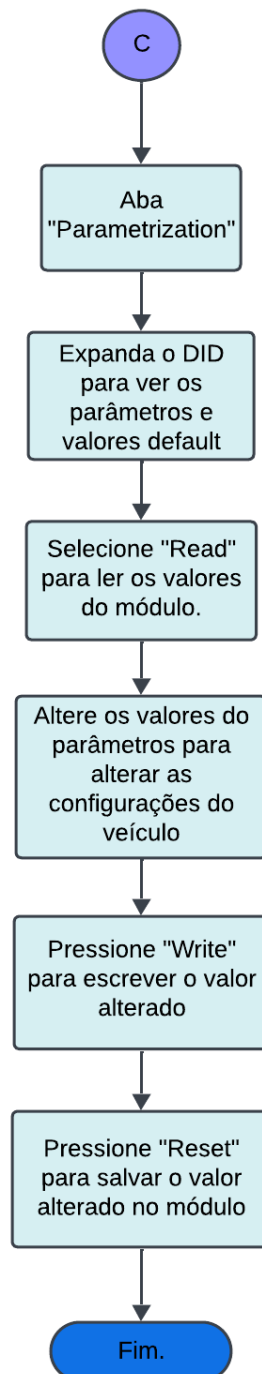 C
Aba
"Parametrization"
Expanda o DID
para ver os
parâmetros e
valores default
Selecione "Read"
para ler os valores
do módulo.
Altere os valores do
parâmetros para
alterar as
configurações do
veículo
Pressione "Write"
para escrever o valor
alterado
Pressione "Reset"
para salvar o valor
alterado no módulo
Fim.